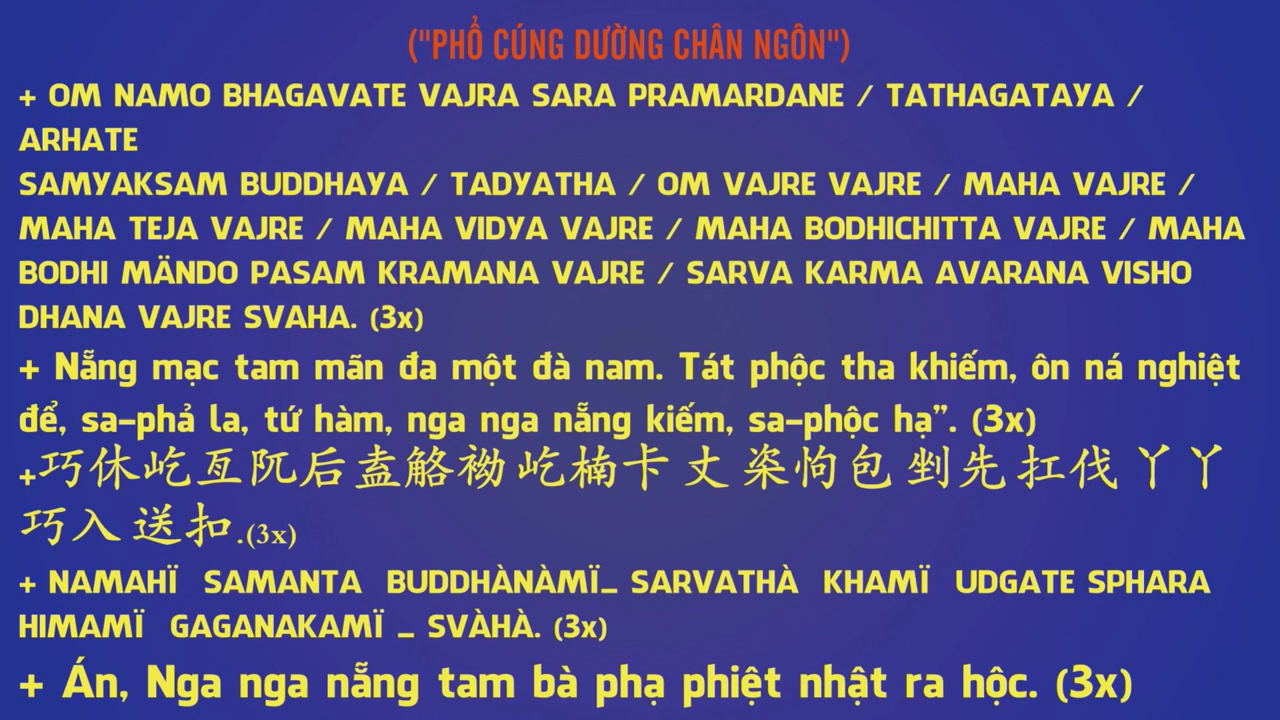 ("PHỔ CÚNG DƯỜNG CHÂN NGÔN")
+ OM NAMO BHAGAVATE VAJRA SARA PRAMARDANE / TATHAGATAYA /
ARHATE
SAMYAKSAM BUDDHAYA / TADYATHA / OM VAJRE VAJRE / MAHA VAJRE /
MAHA TEJA VAJRE / MAHA VIDYA VAJRE / MAHA BODHICHITTA VAJRE / MAHA
BODHI MÄNDO PASAM KRAMANA VAJRE / SARVA KARMA AVARANA VISHO
DHANA VAJRE SVAHA. (3x)
+ Nẵng mạc tam mãn đa một đà nam. Tát phộc tha khiếm, ôn ná nghiệt
để, sa-phả la, tứ hàm, nga nga nẵng kiếm, sa-phộc hạ”. (3x)
+巧休屹亙阢后盍觡袎屹楠卡丈楶怐包剉先扛伐丫丫
巧入送扣.(3x)
+ NAMAHÏ SAMANTA BUDDHÀNÀMÏ_ SARVATHÀ KHAMÏ UDGATE SPHARA
HIMAMÏ GAGANAKAMÏ _ SVÀHÀ. (3x)
+ Án, Nga nga nẵng tam bà phạ phiệt nhật ra hộc. (3x)